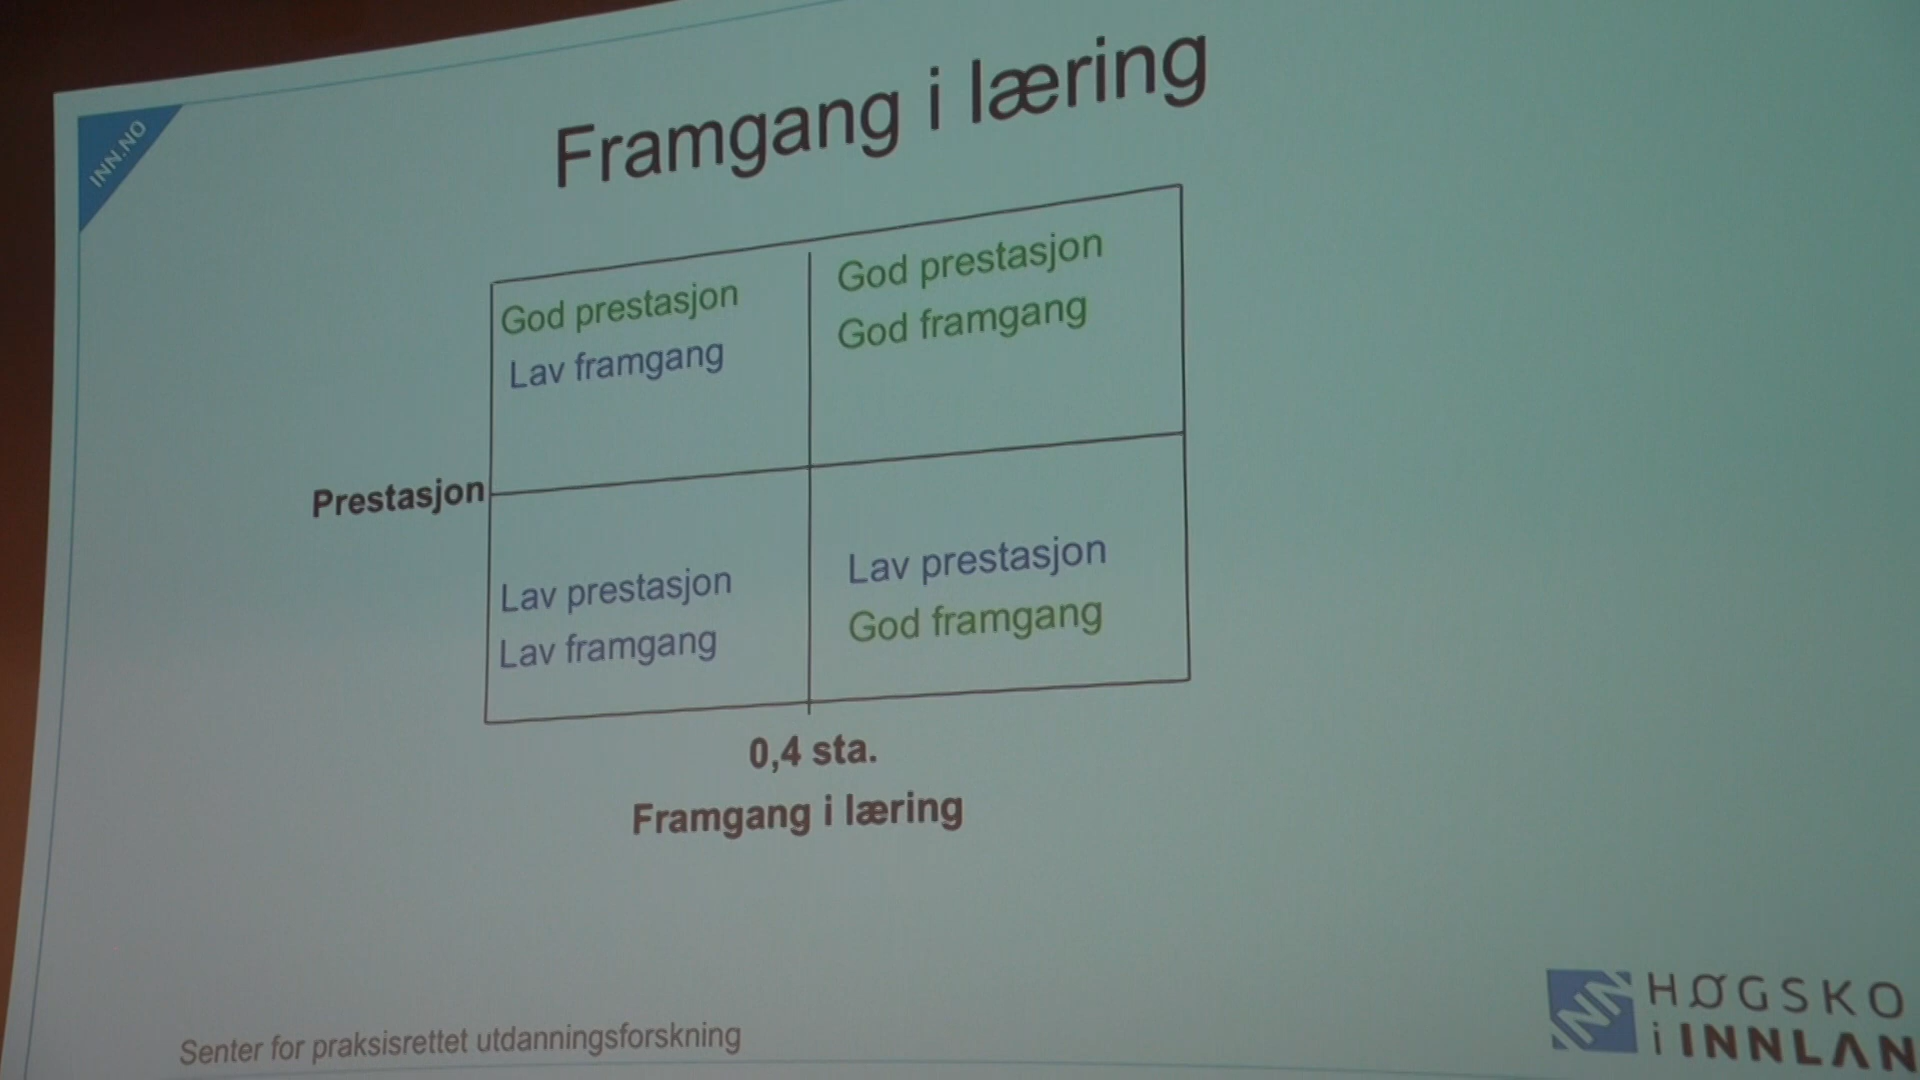 INN.NO
Framgang i læring
God prestasjon
Lav framgang
God prestasjon
God framgang
Prestasjon
Lav prestasjon
Lav framgang
Lav prestasjon
God framgang
0,4 sta.
Framgang i læring
Senter for praksisrettet utdanningsforskning
INN
HØGSKO
i INNLAN